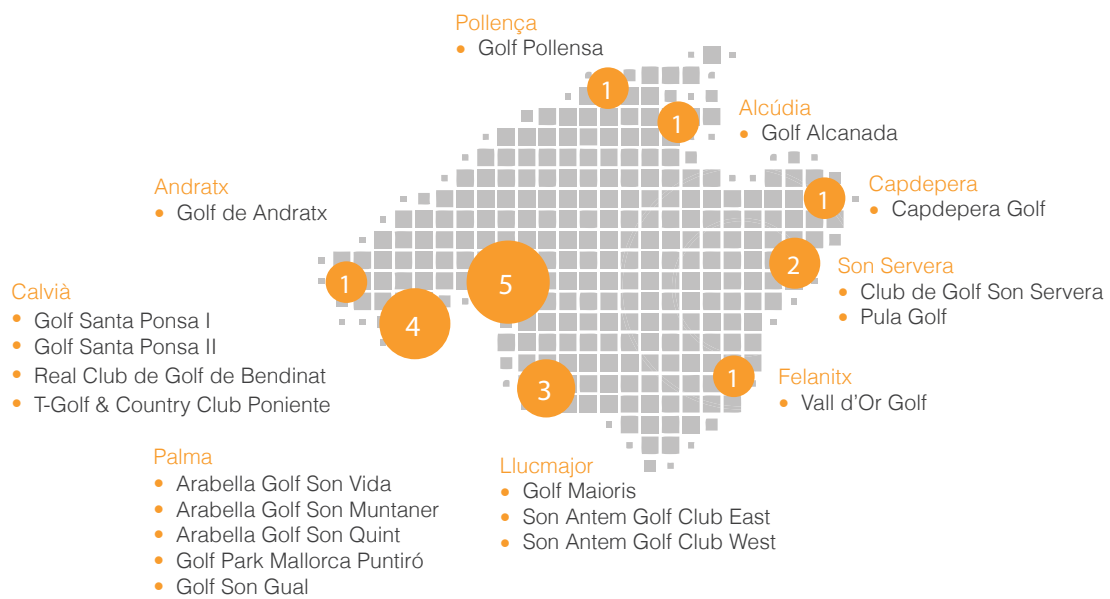 Pollença
• Golf Pollensa
1
1
Alcúdia
• Golf Alcanada
Andratx
• Golf de Andratx
Capdepera
• Capdepera Golf
1
1
5
2
Son Servera
• Club de Golf Son Servera
• Pula Golf
Calvià
• Golf Santa Ponsa I
• Golf Santa Ponsa II
• Real Club de Golf de Bendinat
• T-Golf & Country Club Poniente
4
3
1
Felanitx
• Vall d'Or Golf
Palma
• Arabella Golf Son Vida
• Arabella Golf Son Muntaner
• Arabella Golf Son Quint
• Golf Park Mallorca Puntiró
• Golf Son Gual
Llucmajor
• Golf Maioris
• Son Antem Golf Club East
• Son Antem Golf Club West